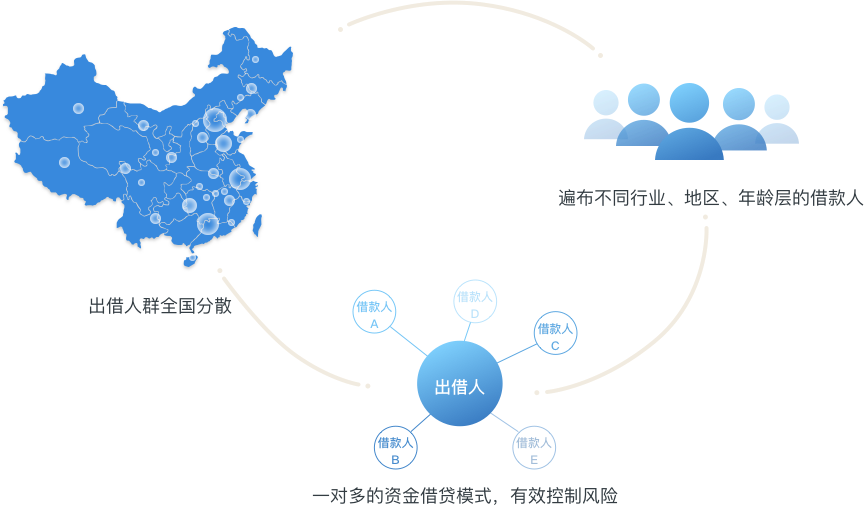 遍布不同行业、地区、年龄层的借款人
出借人群全国分散
借款人
A
借款人
D
借款人
C
出借人
借款人
B
借款人
E
一对多的资金借贷模式，有效控制风险